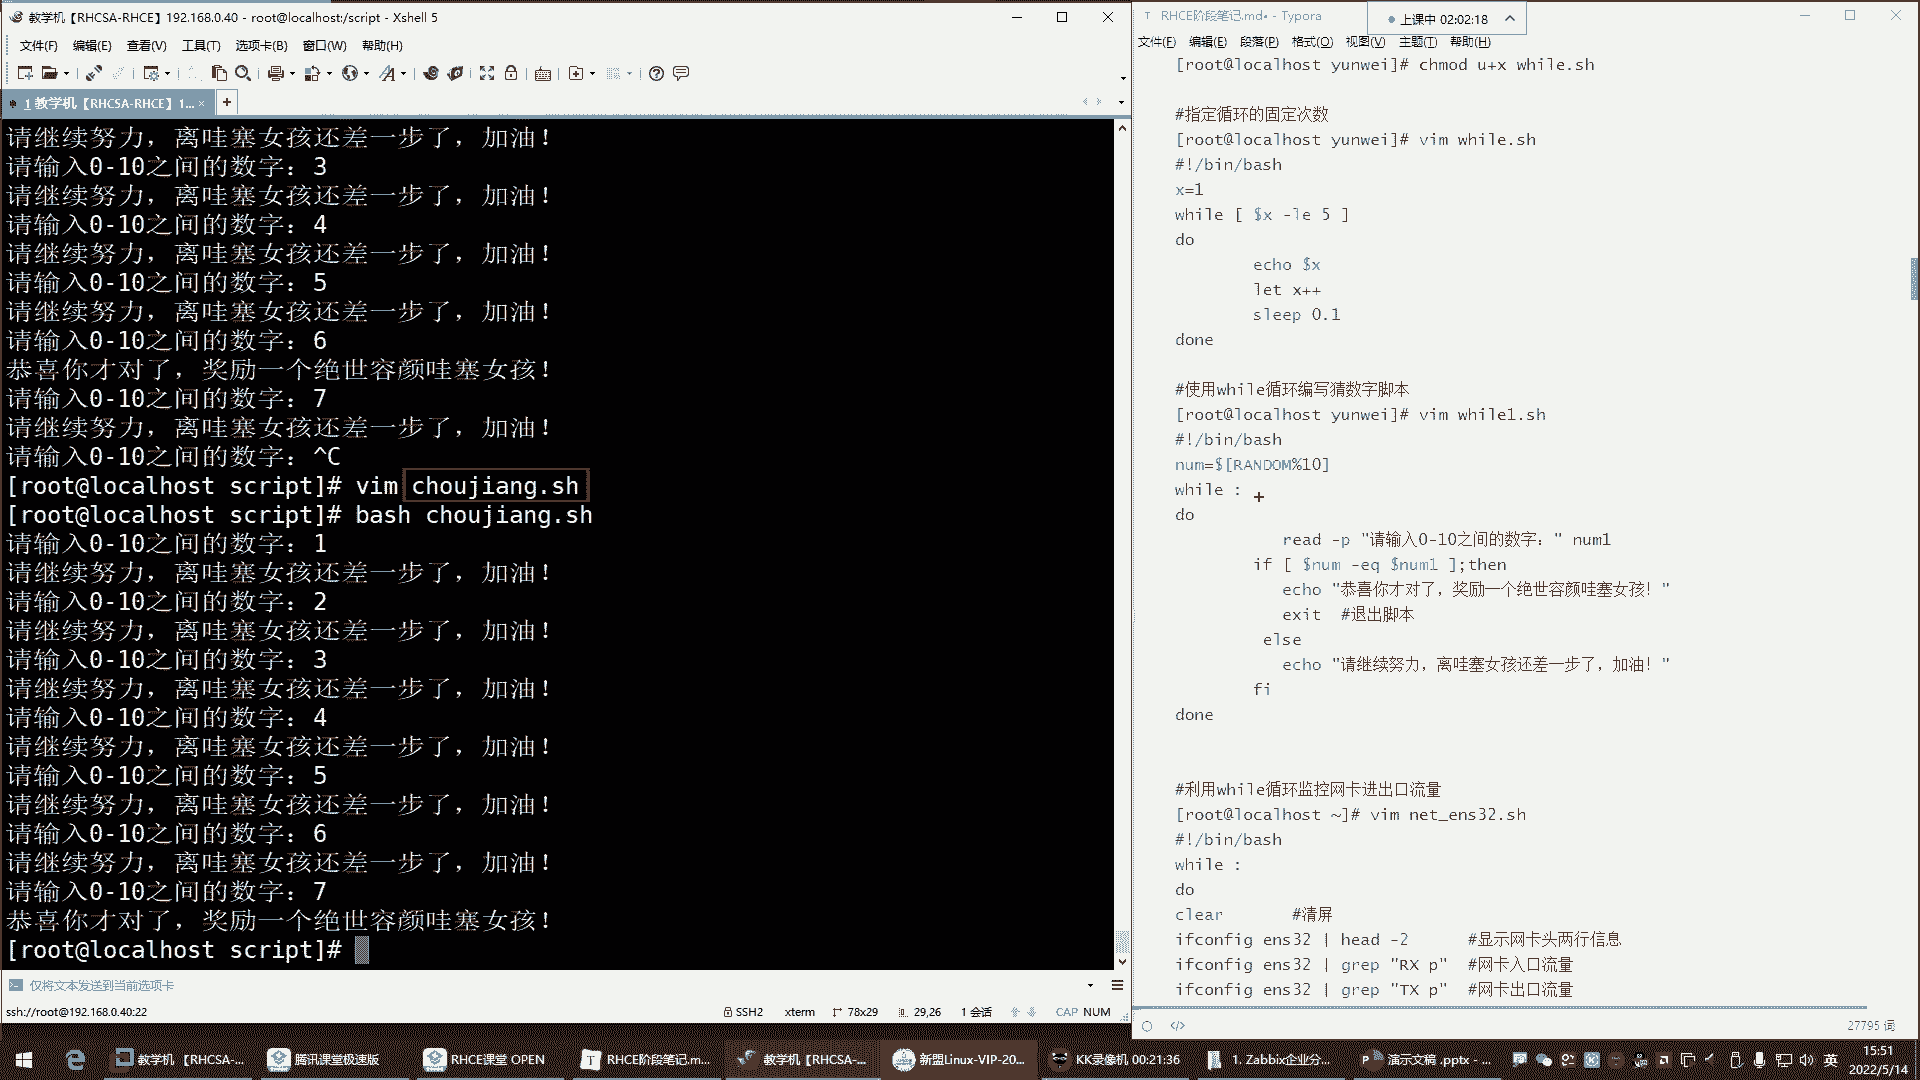 教学机【RHCSA-RHCE】192.168.0.40 - root@localhost:/script - Xshell 5
文件(F) 编辑(E) 查看(V) 工具(T) 选项卡(B) 窗口(W) 帮助(H)
1 教学机【RHCSA-RHCE】1...
请继续努力，离哇塞女孩还差一步了，加油！
请输入0-10之间的数字：3
请继续努力，离哇塞女孩还差一步了，加油！
请输入0-10之间的数字：4
请继续努力，离哇塞女孩还差一步了，加油！
请输入0-10之间的数字：5
请继续努力，离哇塞女孩还差一步了，加油！
请输入0-10之间的数字：6
恭喜你才对了，奖励一个绝世容颜哇塞女孩！
请输入0-10之间的数字：7
请继续努力，离哇塞女孩还差一步了，加油！
请输入0-10之间的数字：^C
[root@localhost script]# vim choujiang.sh
[root@localhost script]# bash choujiang.sh
请输入0-10之间的数字：1
请继续努力，离哇塞女孩还差一步了，加油！
请输入0-10之间的数字：2
请继续努力，离哇塞女孩还差一步了，加油！
请输入0-10之间的数字：3
请继续努力，离哇塞女孩还差一步了，加油！
请输入0-10之间的数字：4
请继续努力，离哇塞女孩还差一步了，加油！
请输入0-10之间的数字：5
请继续努力，离哇塞女孩还差一步了，加油！
请输入0-10之间的数字：6
请继续努力，离哇塞女孩还差一步了，加油！
请输入0-10之间的数字：7
恭喜你才对了，奖励一个绝世容颜哇塞女孩！
[root@localhost script]#
仅将文本发送到当前选项卡
ssh://root@192.168.0.40:22 SSH2 xterm 78x29 29,26 1 会话 CAP NUM
RHCE阶段笔记.md• - Typora
上课中 02:02:18
文件(F) 编辑(E) 段落(P) 格式(O) 视图(V) 主题(T) 帮助(H)
[root@localhost yunwei]# chmod u+x while.sh
#指定循环的固定次数
[root@localhost yunwei]# vim while.sh
#!/bin/bash
x=1
while [ $x -le 5 ]
do
echo $x
let x++
sleep 0.1
done
#使用while循环编写猜数字脚本
[root@localhost yunwei]# vim while1.sh
#!/bin/bash
num=$[RANDOM%10]
while :
do
read -p "请输入0-10之间的数字：" num1
if [ $num -eq $num1 ];then
echo "恭喜你才对了，奖励一个绝世容颜哇塞女孩！"
exit #退出脚本
else
echo "请继续努力，离哇塞女孩还差一步了，加油！"
fi
done
#利用while循环监控网卡进出口流量
[root@localhost ~]# vim net_ens32.sh
#!/bin/bash
while :
do
clear #清屏
ifconfig ens32 | head -2 #显示网卡头两行信息
ifconfig ens32 | grep "RX p" #网卡入口流量
ifconfig ens32 | grep "TX p" #网卡出口流量
27795 词
教学机【RHCSA-... 腾讯课堂极速版 RHCE课堂 OPEN RHCE阶段笔记.m... 教学机【RHCSA-... 新盟Linux-VIP-20... KK录像机 00:21:36 1. Zabbix企业分... 演示文稿 .pptx - ... 英 15:51
2022/5/14